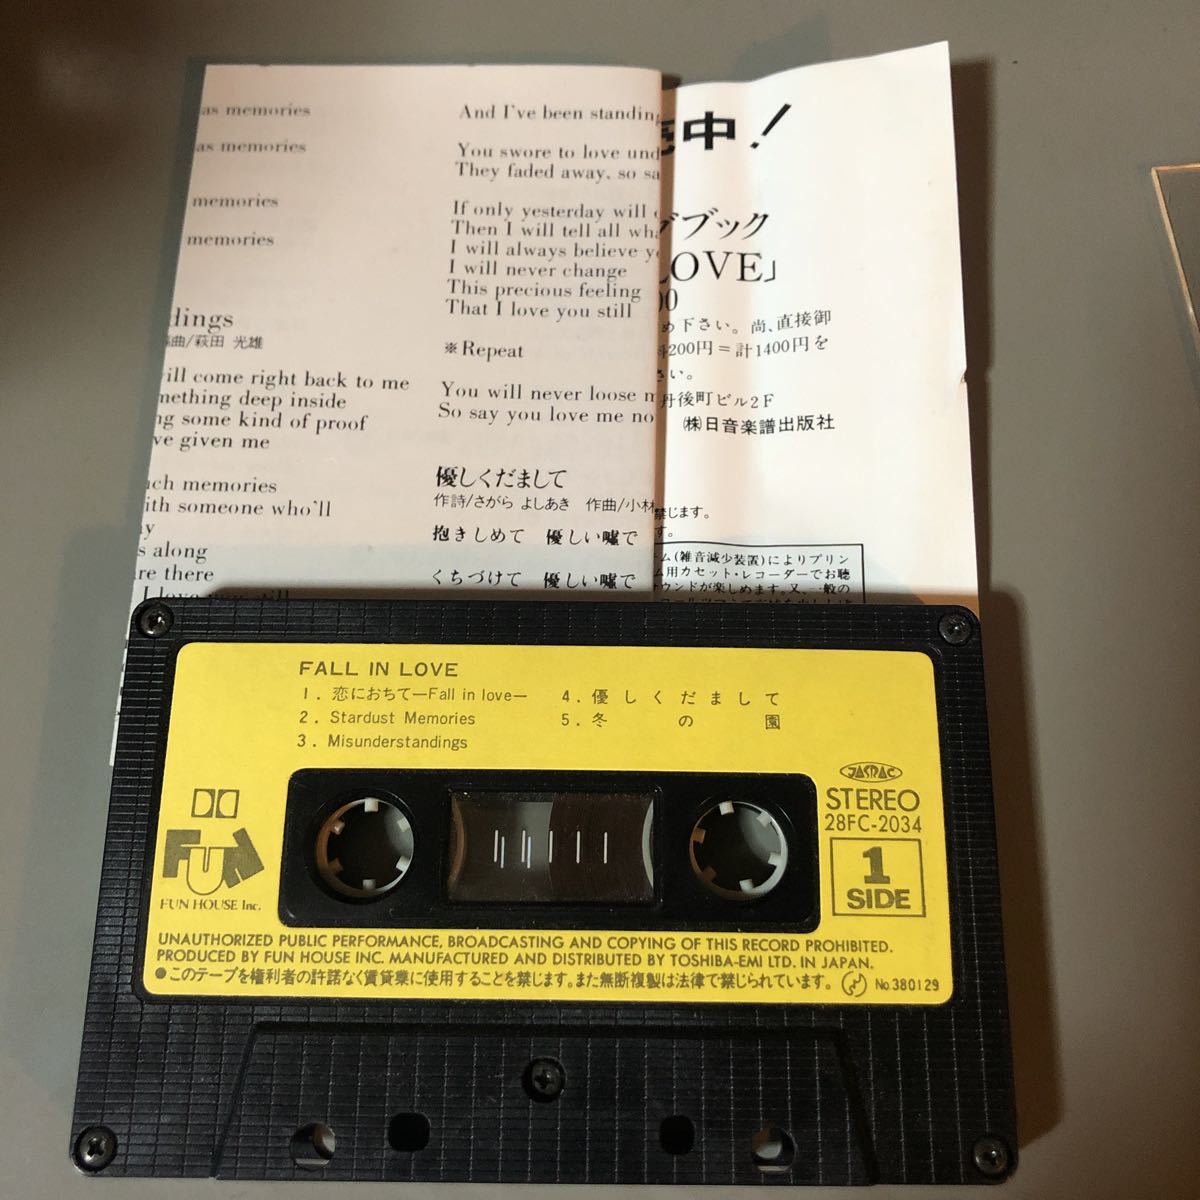 as memories
as memories
memories
memories
dings
編曲/萩田 光雄
will come right back to me
mething deep inside
ng some kind of proof
ve given me
ch memories
ith someone who'll
y
s along
re there
And I've been standing
You swore to love und
They faded away, so sa
If only yesterday will
Then I will tell all wha
I will always believe y
I will never change
This precious feeling
That I love you still
※Repeat
You will never loose m
So say you love me no
優しくだまして
作詩/さがら よしあき 作曲/小林
抱きしめて 優しい嘘で
くちづけて 優しい嘘で
売中!
グブック
LOVE」
00
め下さい。尚、直接御
料200円=計1400円を
さい。
丹後町ビル2F
㈱日音楽譜出版社
禁じます。
す。
ム(雑音減少装置)によりプリン
ム用カセット・レコーダーでお聴
サウンドが楽しめます。又、一般の
FALL IN LOVE
1. 恋におちて—Fall in love—
2. Stardust Memories
3. Misunderstandings
4. 優しくだまして
5. 冬の園
JASRAC
STEREO
28FC-2034
1
SIDE
Fun
FUN HOUSE Inc.
UNAUTHORIZED PUBLIC PERFORMANCE, BROADCASTING AND COPYING OF THIS RECORD PROHIBITED.
PRODUCED BY FUN HOUSE INC. MANUFACTURED AND DISTRIBUTED BY TOSHIBA-EMI LTD. IN JAPAN.
●このテープを権利者の許諾なく賃貸業に使用することを禁じます。また無断複製は法律で禁じられています。 No.380129